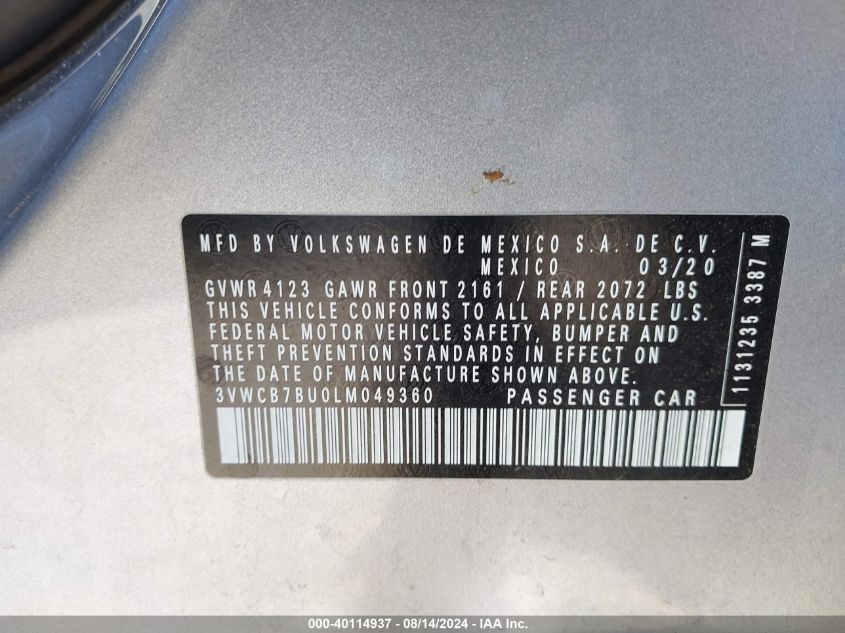 MFD BY VOLKSWAGEN DE MEXICO S.A. DE C.V.
MEXICO 03/20
GVWR 4123 GAWR FRONT 2161 / REAR 2072 LBS
THIS VEHICLE CONFORMS TO ALL APPLICABLE U.S.
FEDERAL MOTOR VEHICLE SAFETY, BUMPER AND
THEFT PREVENTION STANDARDS IN EFFECT ON
THE DATE OF MANUFACTURE SHOWN ABOVE.
3VWCB7BU0LM049360 PASSENGER CAR
1131235 3387 M
000-40114937 - 08/14/2024 - IAA Inc.